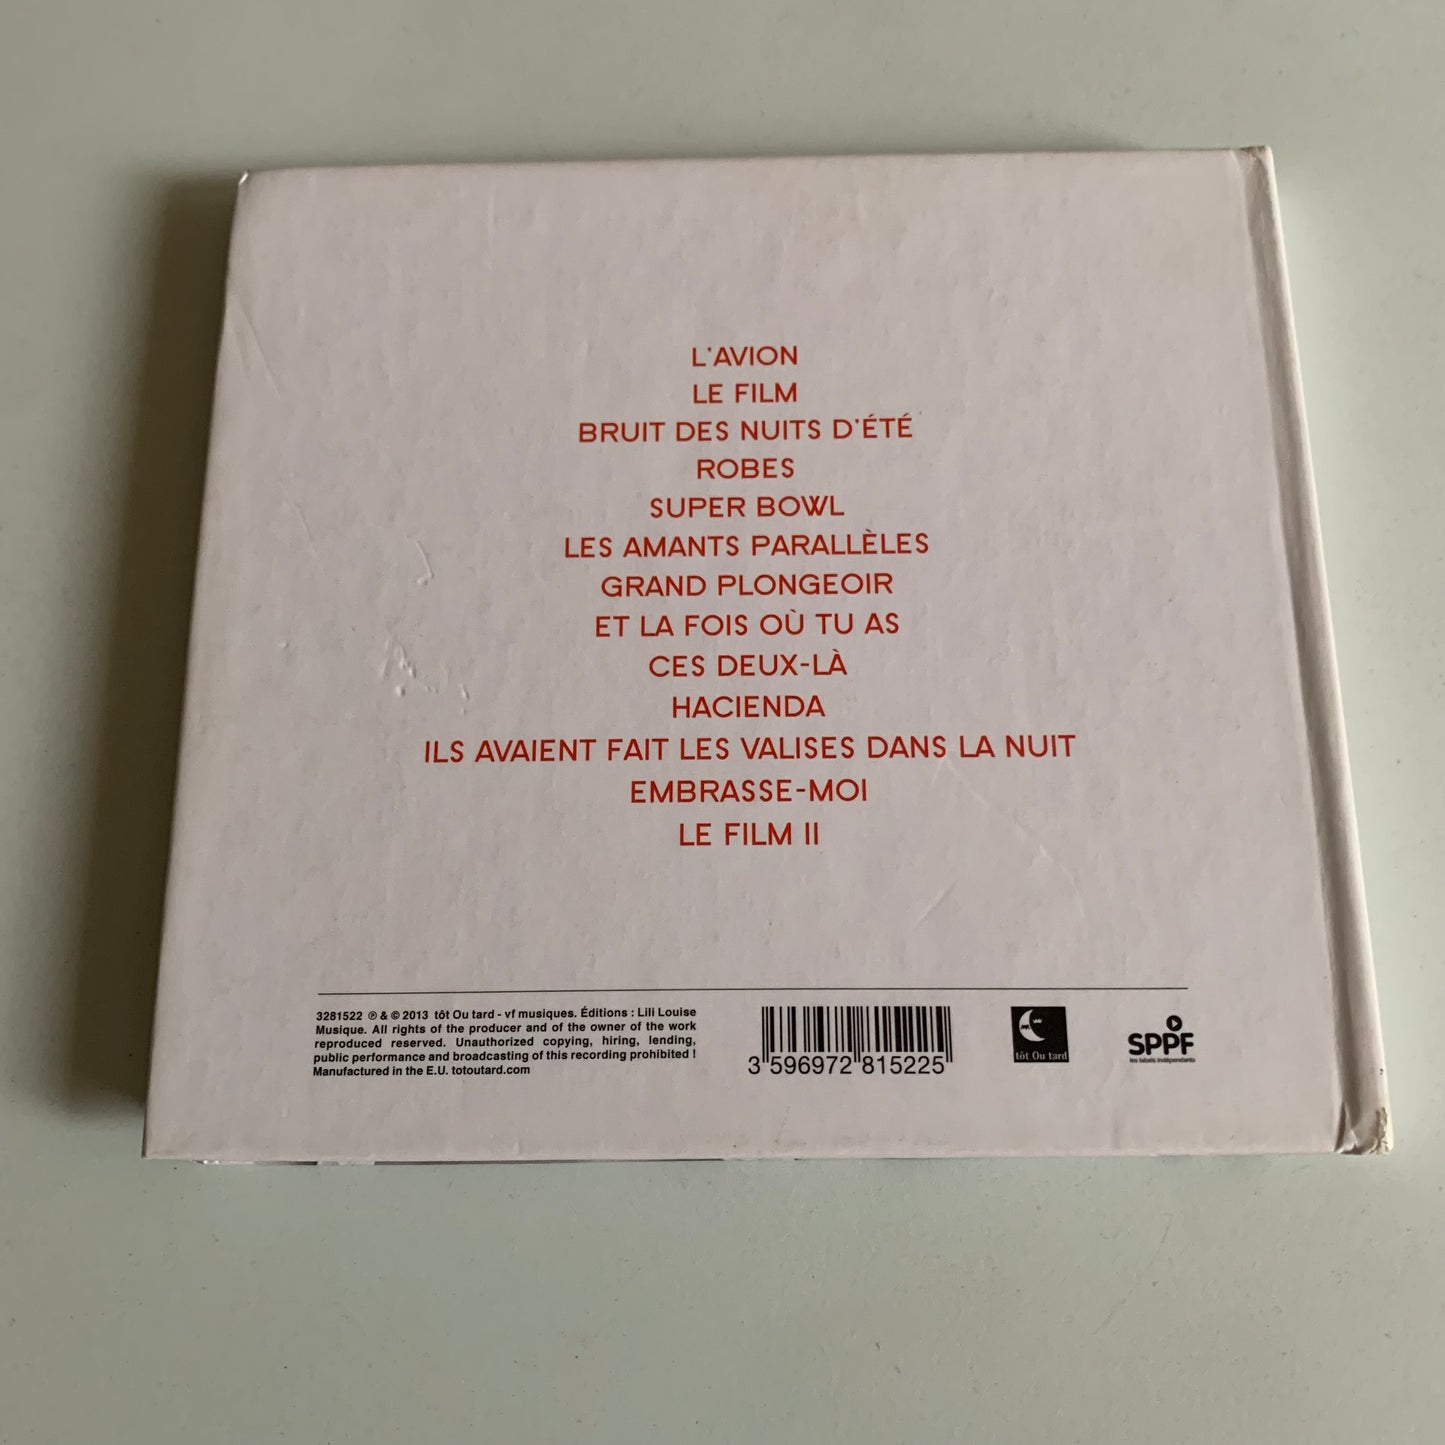 L'AVION
LE FILM
BRUIT DES NUITS D'ÉTÉ
ROBES
SUPER BOWL
LES AMANTS PARALLÈLES
GRAND PLONGEOIR
ET LA FOIS OÙ TU AS
CES DEUX-LÀ
HACIENDA
ILS AVAIENT FAIT LES VALISES DANS LA NUIT
EMBRASSE-MOI
LE FILM II
3281522 ℗ & © 2013 tôt Ou tard - vf musiques. Éditions : Lili Louise
Musique. All rights of the producer and of the owner of the work
reproduced reserved. Unauthorized copying, hiring, lending,
public performance and broadcasting of this recording prohibited !
Manufactured in the E.U. totoutard.com
3 596972 815225
tôt Ou tard
SPPF
les labels indépendants